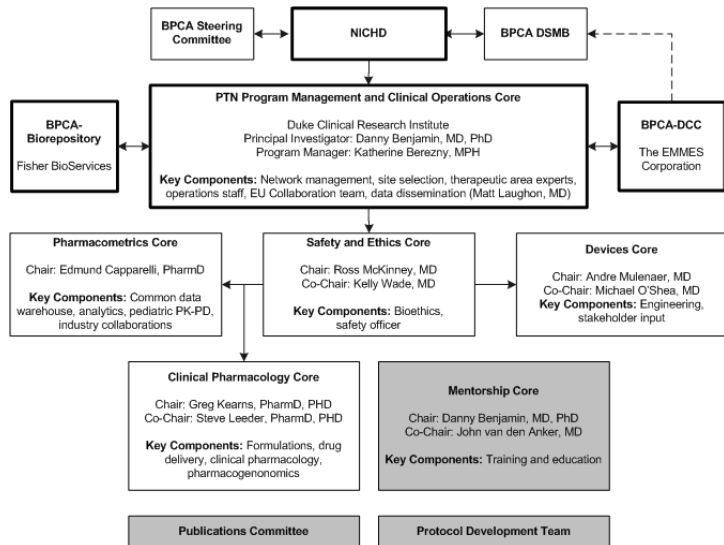 BPCA Steering
Committee
NICHD
BPCA DSMB
PTN Program Management and Clinical Operations Core
Duke Clinical Research Institute
Principal Investigator: Danny Benjamin, MD, PhD
Program Manager: Katherine Berezny, MPH
Key Components: Network management, site selection, therapeutic area experts,
operations staff, EU Collaboration team, data dissemination (Matt Laughon, MD)
BPCA-
Biorepository
Fisher BioServices
BPCA-DCC
The EMMES
Corporation
Pharmacometrics Core
Chair: Edmund Capparelli, PharmD
Key Components: Common data
warehouse, analytics, pediatric PK-PD,
industry collaborations
Safety and Ethics Core
Chair: Ross McKinney, MD
Co-Chair: Kelly Wade, MD
Key Components: Bioethics,
safety officer
Devices Core
Chair: Andre Mulenaer, MD
Co-Chair: Michael O'Shea, MD
Key Components: Engineering,
stakeholder input
Clinical Pharmacology Core
Chair: Greg Kearns, PharmD, PHD
Co-Chair: Steve Leeder, PharmD, PHD
Key Components: Formulations, drug
delivery, clinical pharmacology,
pharmacogenonomics
Mentorship Core
Chair: Danny Benjamin, MD, PhD
Co-Chair: John van den Anker, MD
Key Components: Training and education
Publications Committee
Protocol Development Team